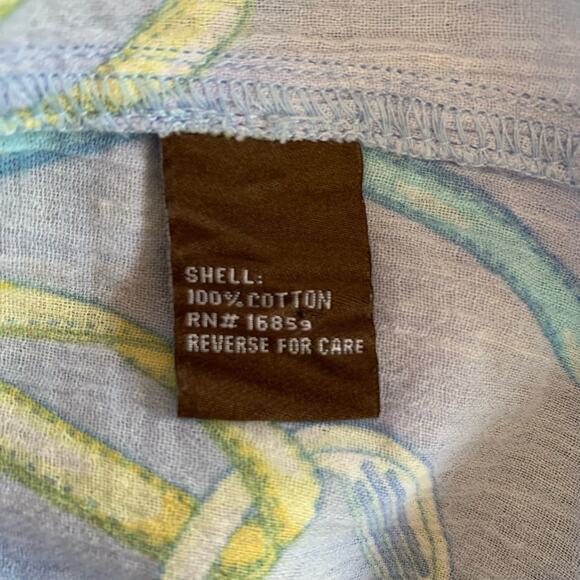 SHELL:
100% COTTON
RN# 16859
REVERSE FOR CARE